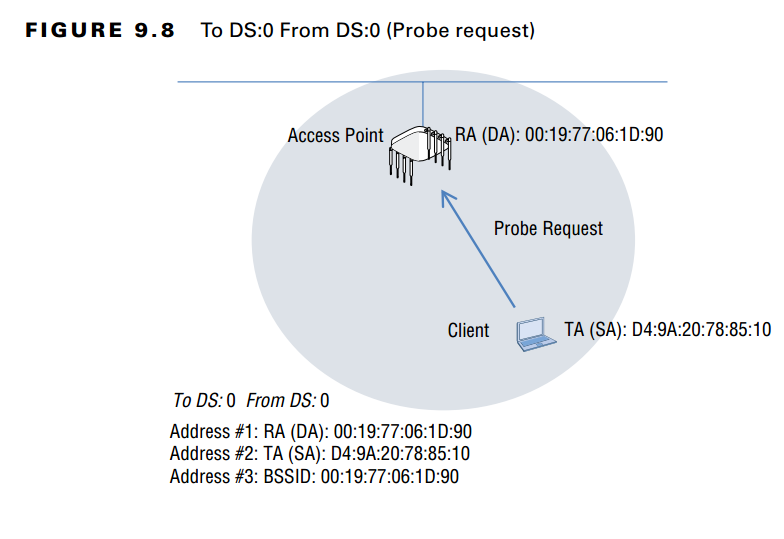 FIGURE 9.8 To DS:0 From DS:0 (Probe request)
Access Point RA (DA): 00:19:77:06:1D:90
Probe Request
Client TA (SA): D4:9A:20:78:85:10
To DS: 0 From DS: 0
Address #1: RA (DA): 00:19:77:06:1D:90
Address #2: TA (SA): D4:9A:20:78:85:10
Address #3: BSSID: 00:19:77:06:1D:90